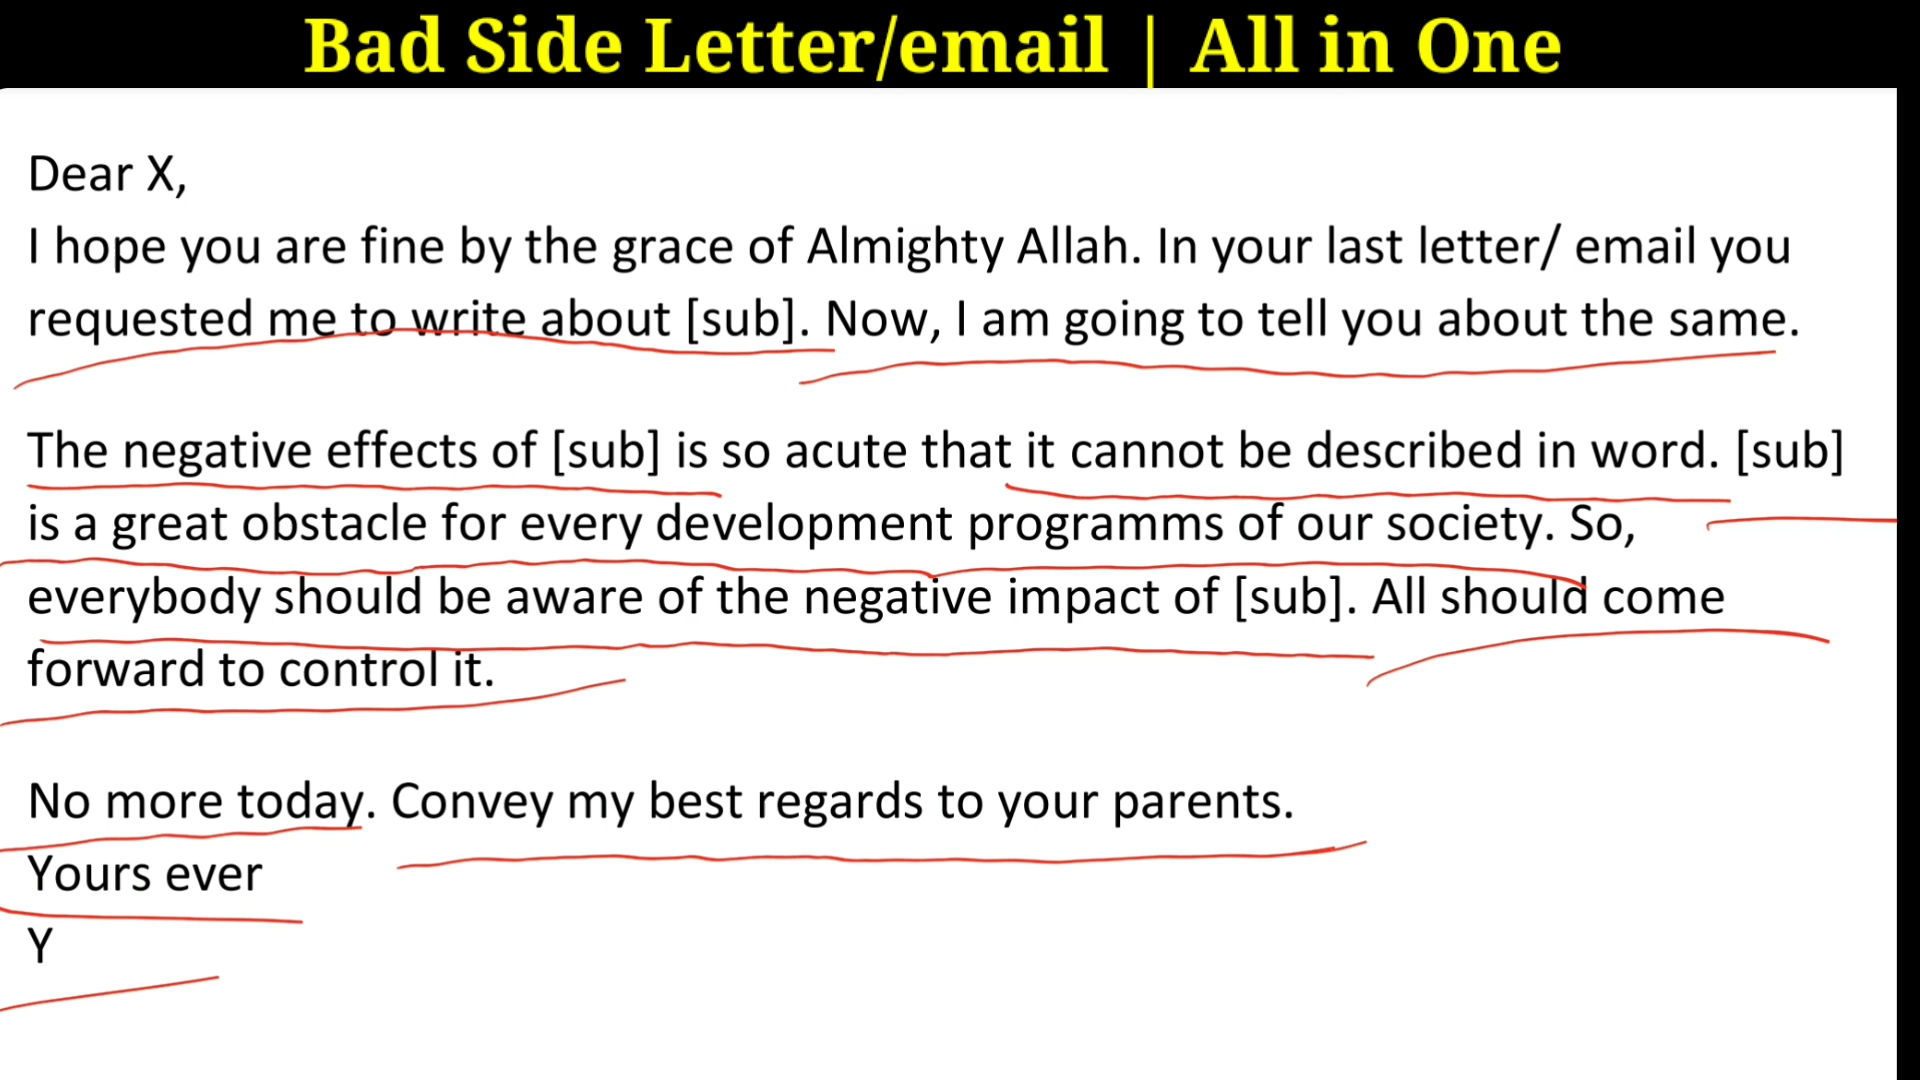 Bad Side Letter/email | All in One
Dear X,
I hope you are fine by the grace of Almighty Allah. In your last letter/ email you
requested me to write about [sub]. Now, I am going to tell you about the same.
The negative effects of [sub] is so acute that it cannot be described in word. [sub]
is a great obstacle for every development programms of our society. So,
everybody should be aware of the negative impact of [sub]. All should come
forward to control it.
No more today. Convey my best regards to your parents.
Yours ever
Y